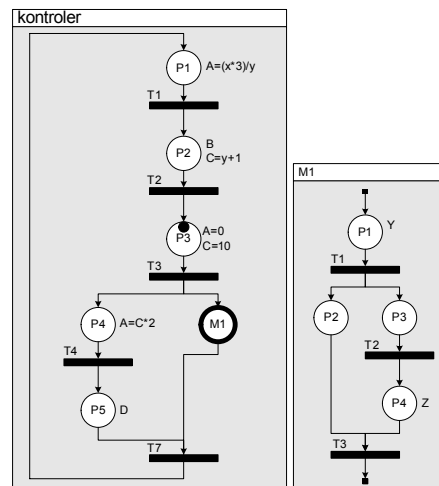 kontroler
P1 A=(x*3)/y
T1
P2 B
C=y+1
T2
P3 A=0
C=10
T3
P4 A=C*2
M1
T4
P5 D
T7
M1
P1 Y
T1
P2 P3
T2
P4 Z
T3